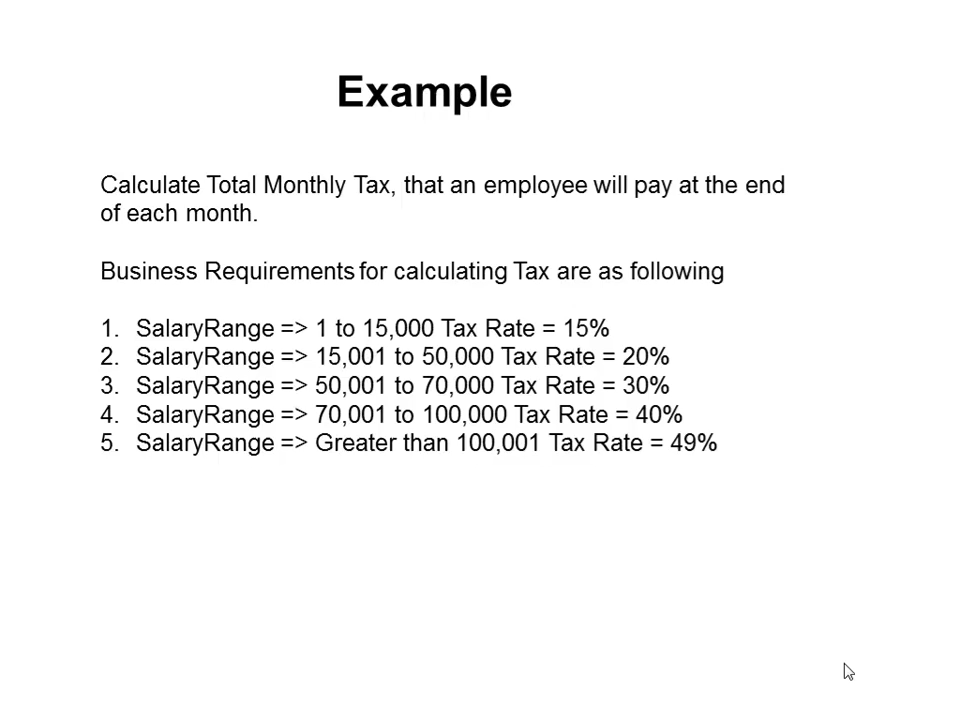 Example
Calculate Total Monthly Tax, that an employee will pay at the end
of each month.
Business Requirements for calculating Tax are as following
1. SalaryRange => 1 to 15,000 Tax Rate = 15%
2. SalaryRange => 15,001 to 50,000 Tax Rate = 20%
3. SalaryRange => 50,001 to 70,000 Tax Rate = 30%
4. SalaryRange => 70,001 to 100,000 Tax Rate = 40%
5. SalaryRange => Greater than 100,001 Tax Rate = 49%